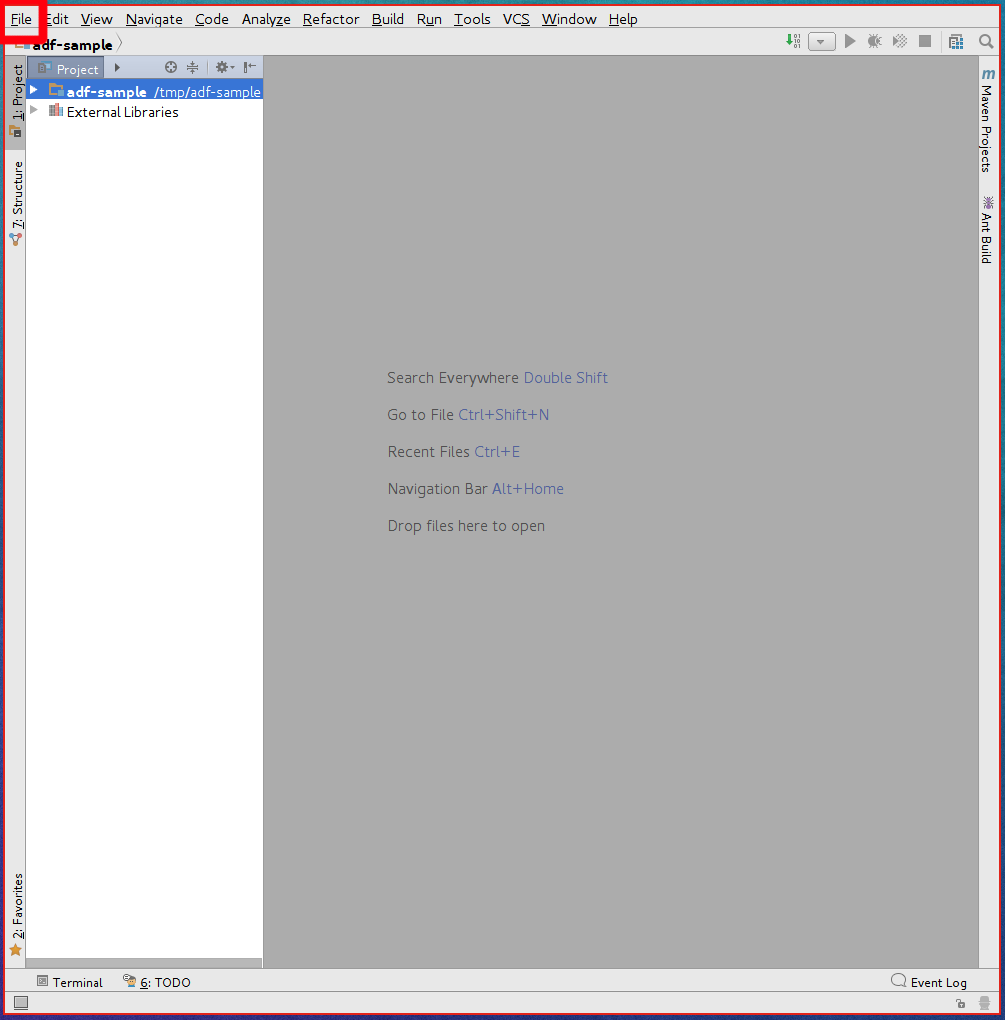 File Edit View Navigate Code Analyze Refactor Build Run Tools VCS Window Help
adf-sample
Project
adf-sample /tmp/adf-sample
External Libraries
1: Project
7: Structure
2: Favorites
Search Everywhere Double Shift
Go to File Ctrl+Shift+N
Recent Files Ctrl+E
Navigation Bar Alt+Home
Drop files here to open
m
Maven Projects
Ant Build
Terminal 6: TODO Event Log